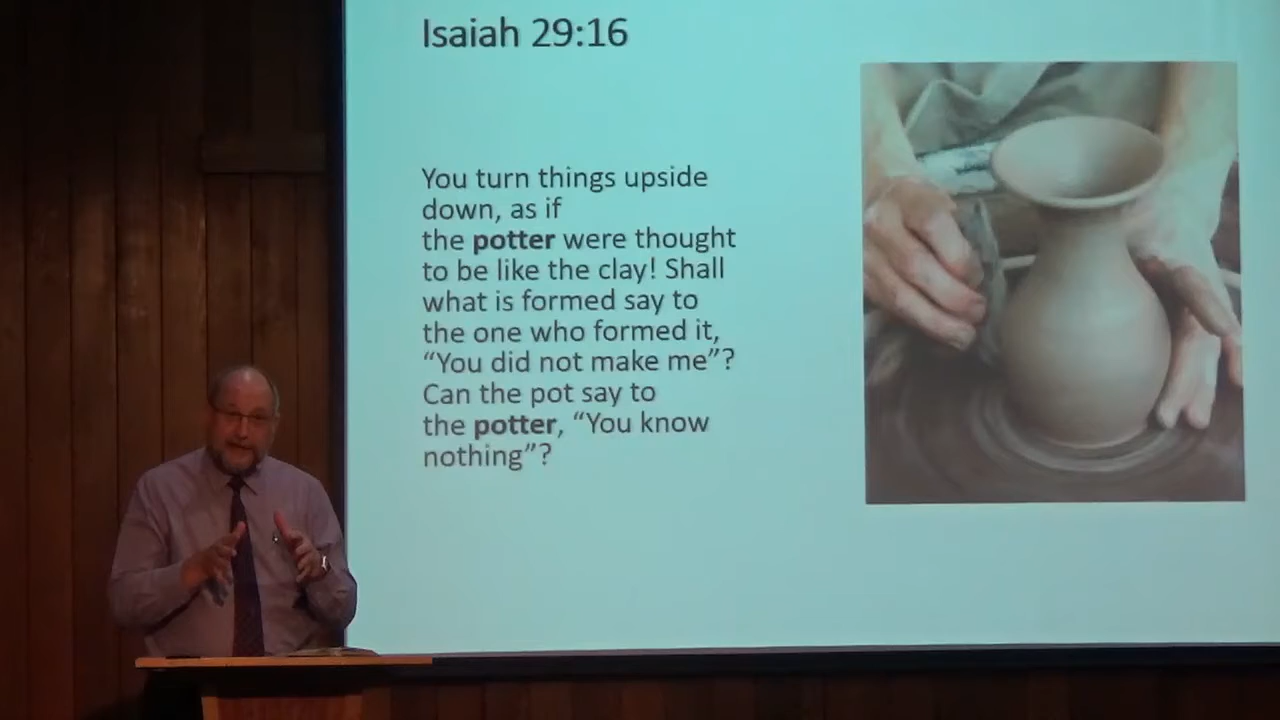 Isaiah 29:16
You turn things upside
down, as if
the potter were thought
to be like the clay! Shall
what is formed say to
the one who formed it,
“You did not make me”?
Can the pot say to
the potter, “You know
nothing”?